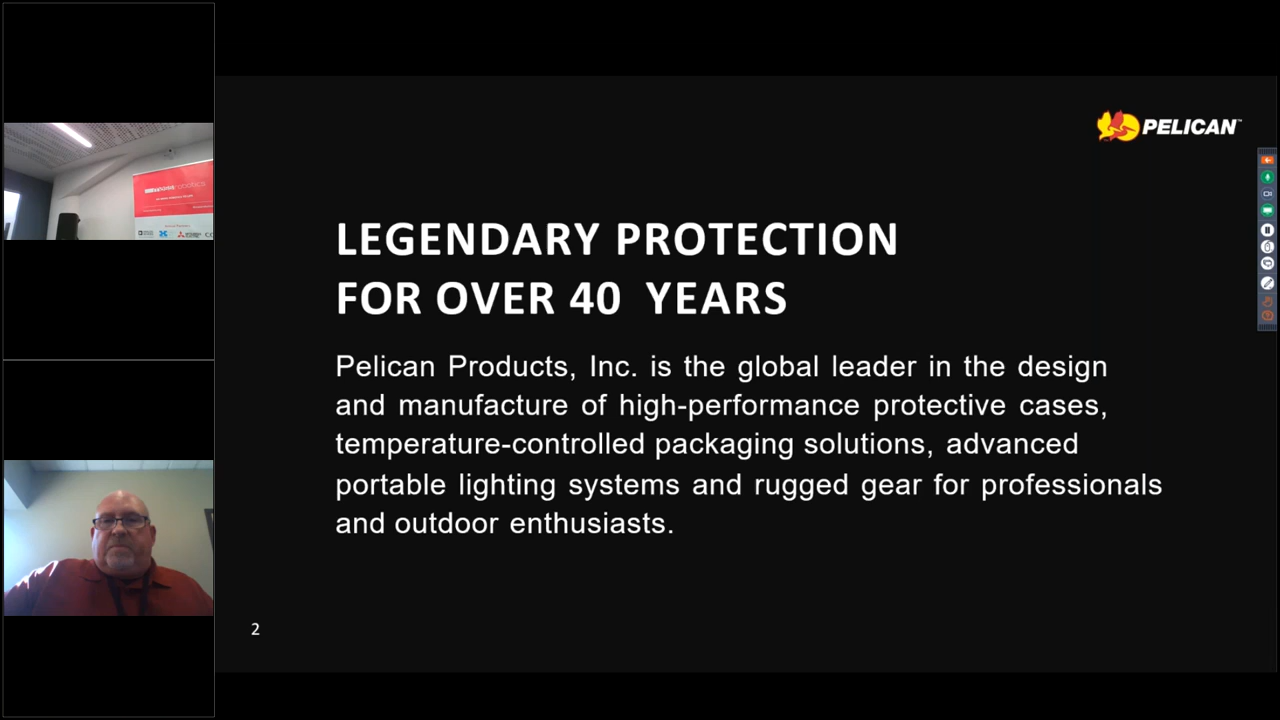 PELICAN™
LEGENDARY PROTECTION
FOR OVER 40 YEARS
Pelican Products, Inc. is the global leader in the design
and manufacture of high-performance protective cases,
temperature-controlled packaging solutions, advanced
portable lighting systems and rugged gear for professionals
and outdoor enthusiasts.
2